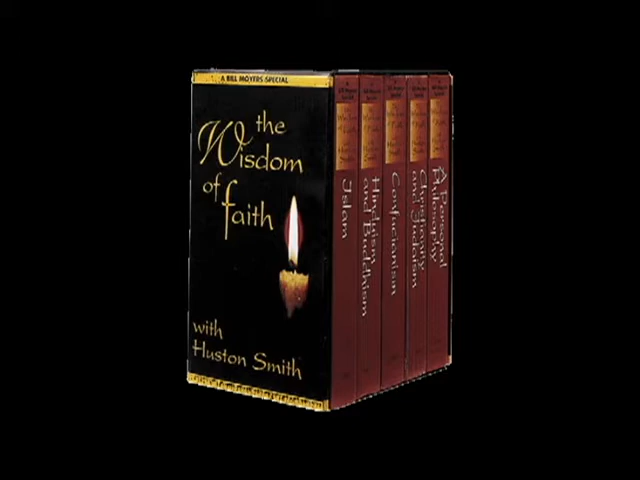 A BILL MOYERS SPECIAL
the
Wisdom
of
faith
with
Huston Smith
Islam
Hinduism
and Buddhism
Confucianism
Christianity
and Judaism
A Personal
Philosophy